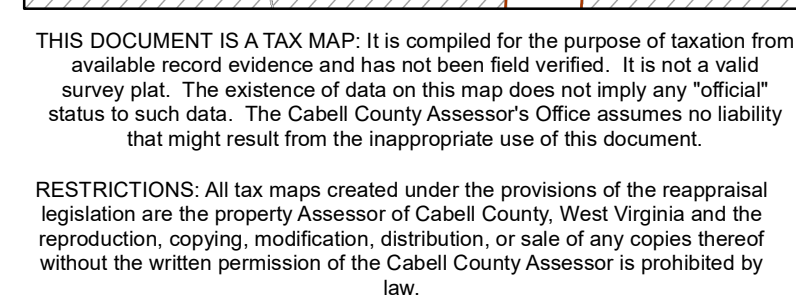 THIS DOCUMENT IS A TAX MAP: It is compiled for the purpose of taxation from
available record evidence and has not been field verified.  It is not a valid
survey plat.  The existence of data on this map does not imply any "official"
status to such data.  The Cabell County Assessor's Office assumes no liability
that might result from the inappropriate use of this document.
RESTRICTIONS: All tax maps created under the provisions of the reappraisal
legislation are the property Assessor of Cabell County, West Virginia and the
reproduction, copying, modification, distribution, or sale of any copies thereof
without the written permission of the Cabell County Assessor is prohibited by
law.